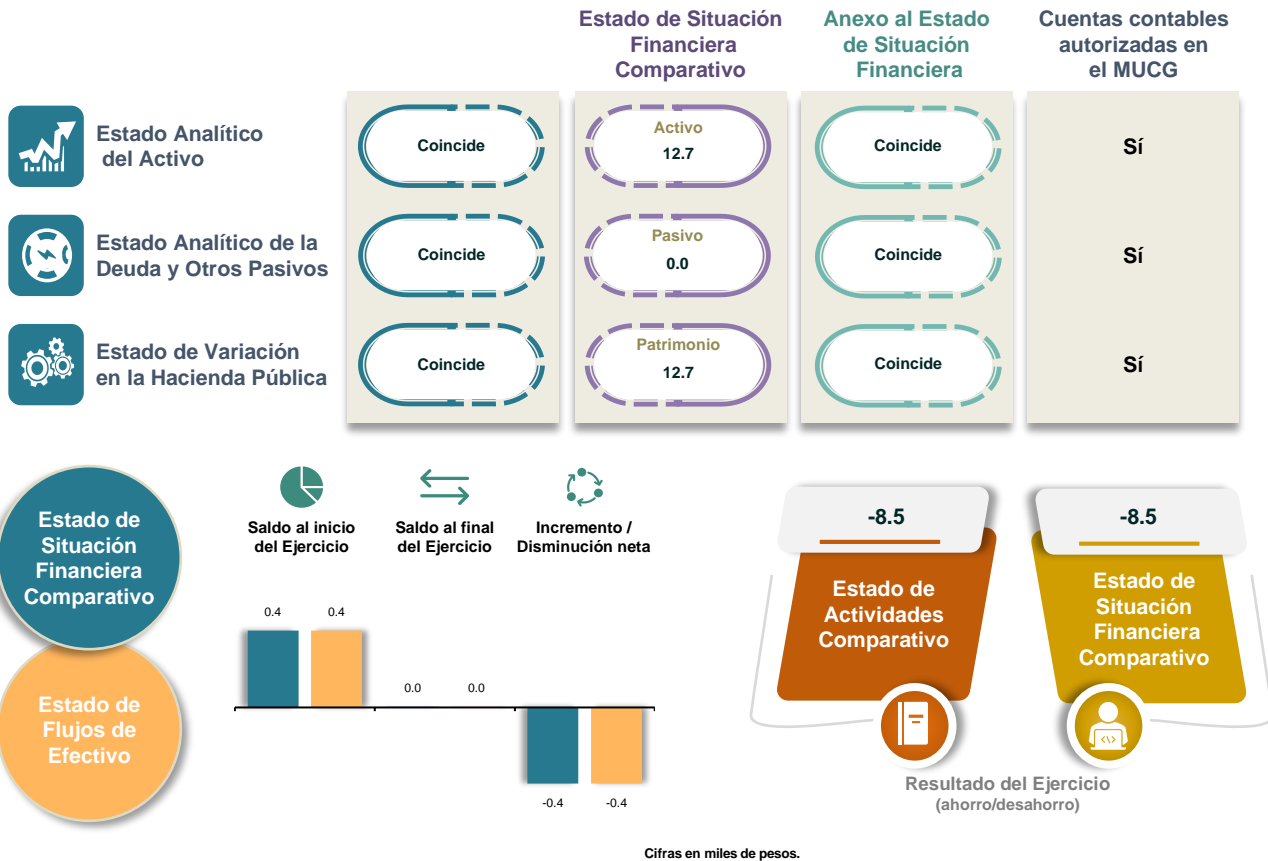 Estado de Situación
Financiera
Comparativo
Anexo al Estado
de Situación
Financiera
Cuentas contables
autorizadas en
el MUCG
Estado Analítico
del Activo
Coincide
Activo
12.7
Coincide
Sí
Estado Analítico de la
Deuda y Otros Pasivos
Coincide
Pasivo
0.0
Coincide
Sí
Estado de Variación
en la Hacienda Pública
Coincide
Patrimonio
12.7
Coincide
Sí
Estado de
Situación
Financiera
Comparativo
Estado de
Flujos de
Efectivo
Saldo al inicio
del Ejercicio
Saldo al final
del Ejercicio
Incremento /
Disminución neta
0.4
0.4
0.0
0.0
-0.4
-0.4
-8.5
Estado de
Actividades
Comparativo
-8.5
Estado de
Situación
Financiera
Comparativo
Resultado del Ejercicio
(ahorro/desahorro)
Cifras en miles de pesos.